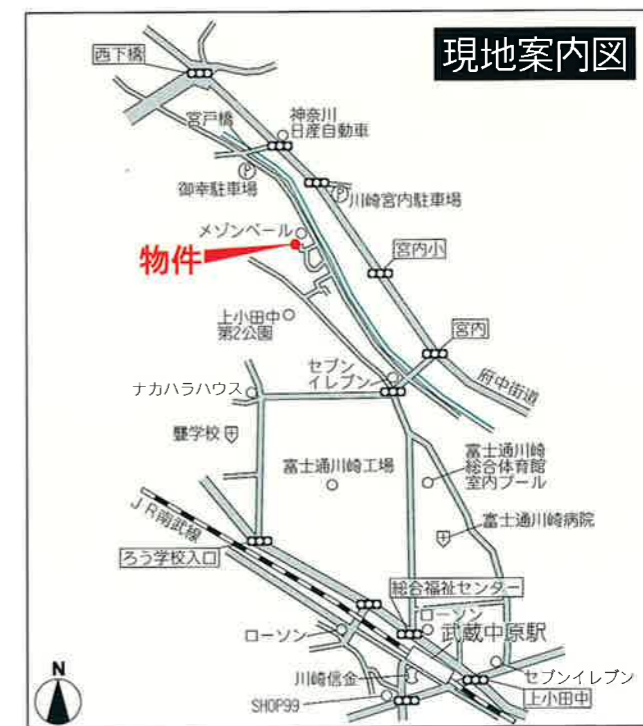 現地案内図
西下橋
宮戸橋
神奈川
日産自動車
P
御幸駐車場
P
川崎宮内駐車場
メゾンベール
物件
宮内小
上小田中
第2公園
宮内
セブン
イレブン
府中街道
ナカハラハウス
聾学校
富士通川崎工場
富士通川崎
総合体育館
室内プール
JR南武線
富士通川崎病院
ろう学校入口
総合福祉センター
ローソン
ローソン
武蔵中原駅
川崎信金
セブンイレブン
上小田中
SHOP99
N